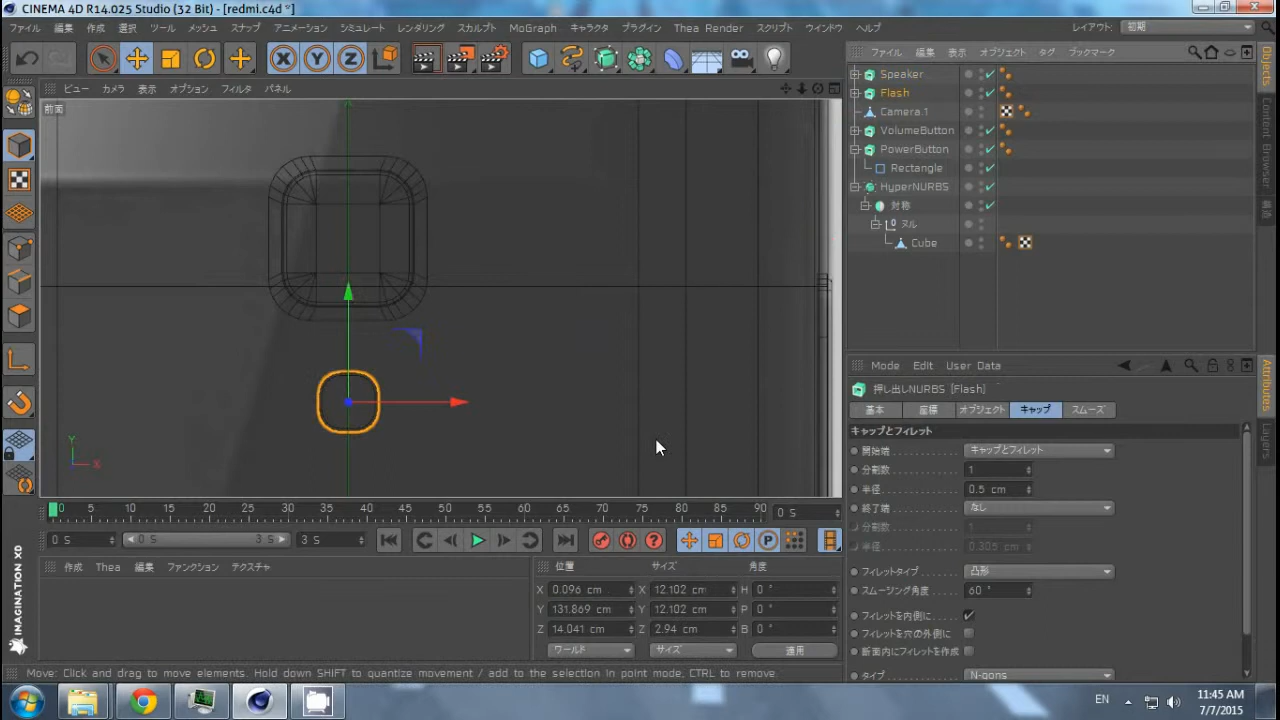 CINEMA 4D R14.025 Studio (32 Bit) - [redmi.c4d *]
ファイル 編集 作成 選択 ツール メッシュ スナップ アニメーション シミュレート レンダリング スカルプト MoGraph キャラクタ プラグイン Thea Render スクリプト ウインドウ ヘルプ レイアウト: 初期
X Y Z
ファイル 編集 表示 オブジェクト タグ ブックマーク
ビュー カメラ 表示 オプション フィルタ パネル
前面
Speaker
Flash
Camera.1
VolumeButton
PowerButton
Rectangle
HyperNURBS
対称
ヌル
Cube
Objects
Content Browser
構造
Attributes
Layers
Mode Edit User Data
押し出しNURBS [Flash]
基本 座標 オブジェクト キャップ スムーズ
キャップとフィレット
開始端 キャップとフィレット
分割数 1
半径 0.5 cm
終了端 なし
分割数 1
半径 0.305 cm
フィレットタイプ 凸形
スムージング角度 60 °
フィレットを内側に
フィレットを穴の外側に
断面内にフィレットを作成
タイプ N-gons
Y
X
0 5 10 15 20 25 30 35 40 45 50 55 60 65 70 75 80 85 90 0 S
0 S 0 S 3 S 3 S
P
作成 Thea 編集 ファンクション テクスチャ
位置 サイズ 角度
X 0.096 cm X 12.102 cm H 0 °
Y 131.869 cm Y 12.102 cm P 0 °
Z 14.041 cm Z 2.94 cm B 0 °
ワールド サイズ 適用
IMAGINATION XD
Move: Click and drag to move elements. Hold down SHIFT to quantize movement / add to the selection in point mode, CTRL to remove.
EN 11:45 AM
7/7/2015